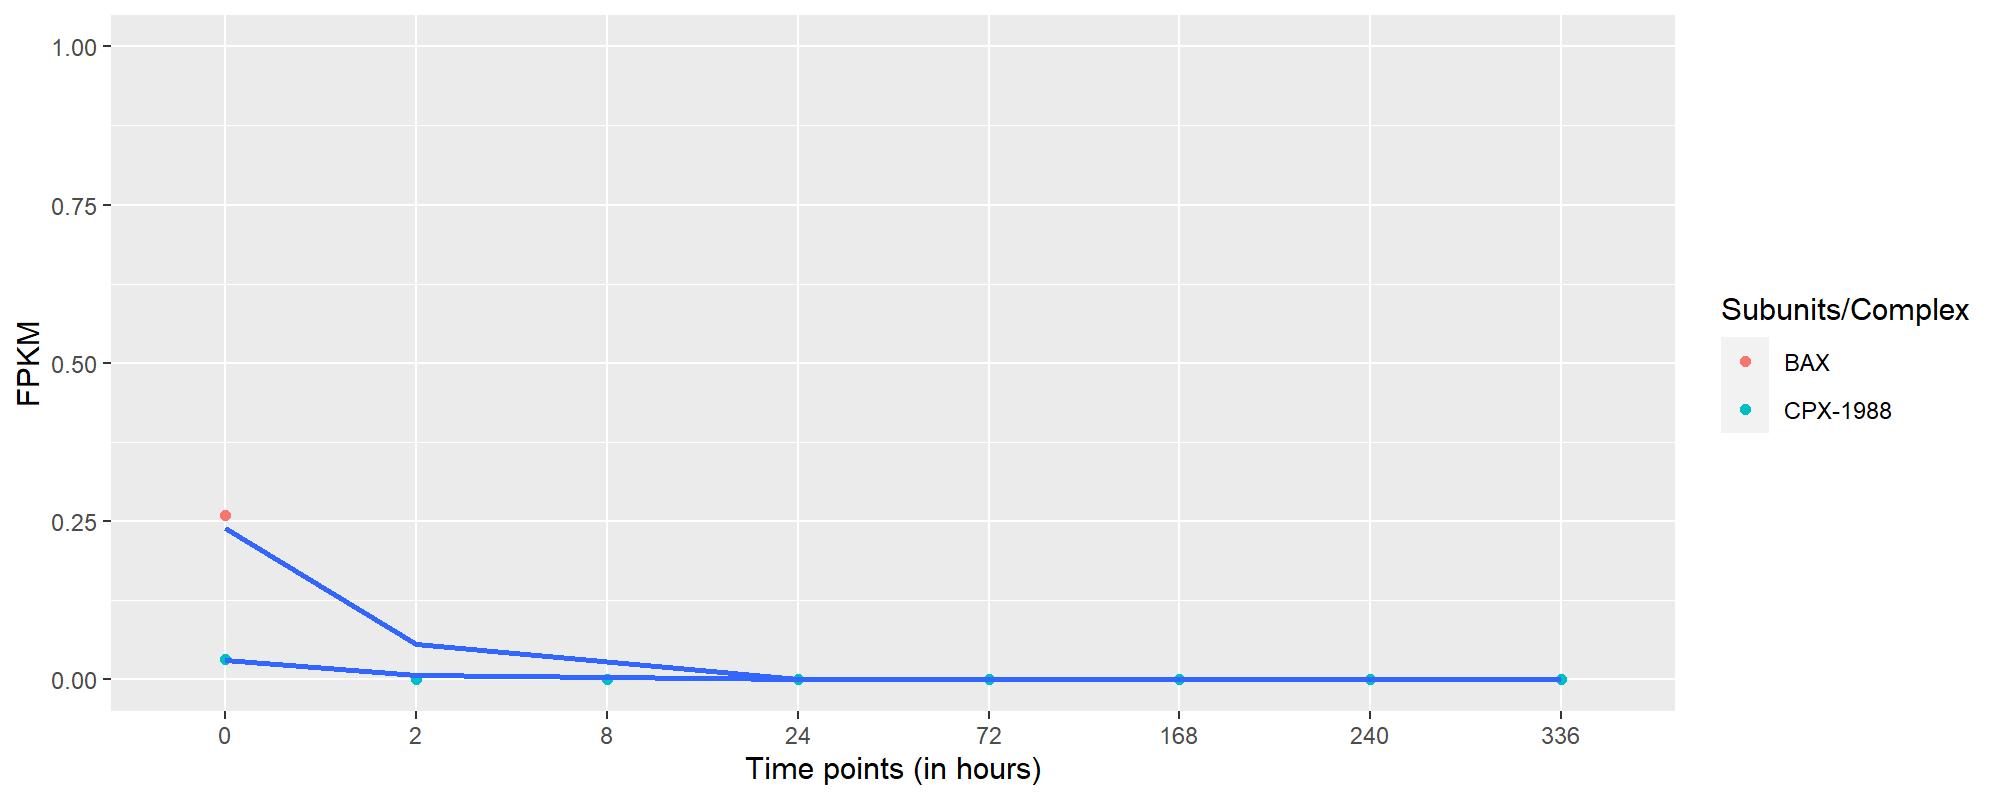 1.00
0.75
0.50
0.25
0.00
FPKM
0 2 8 24 72 168 240 336
Time points (in hours)
Subunits/Complex
BAX
CPX-1988